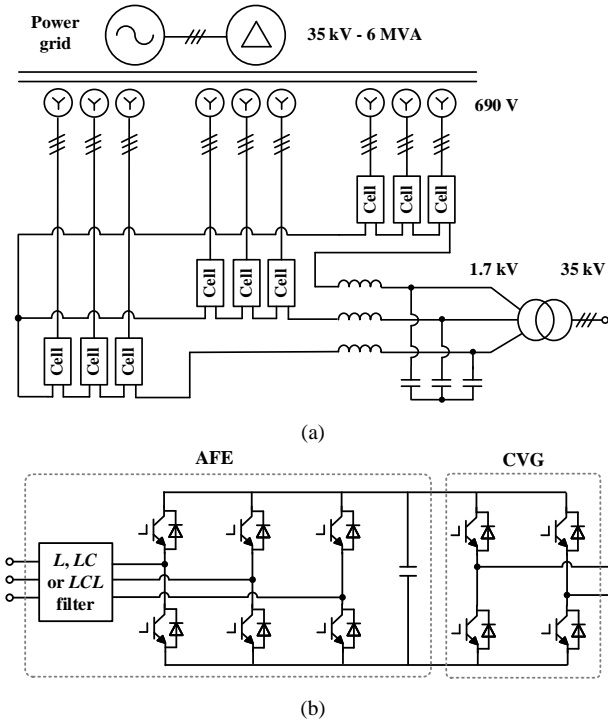 Power
grid
35 kV - 6 MVA
690 V
Cell Cell Cell
Cell Cell Cell
1.7 kV 35 kV
Cell Cell Cell
(a)
AFE CVG
L, LC
or LCL
filter
(b)